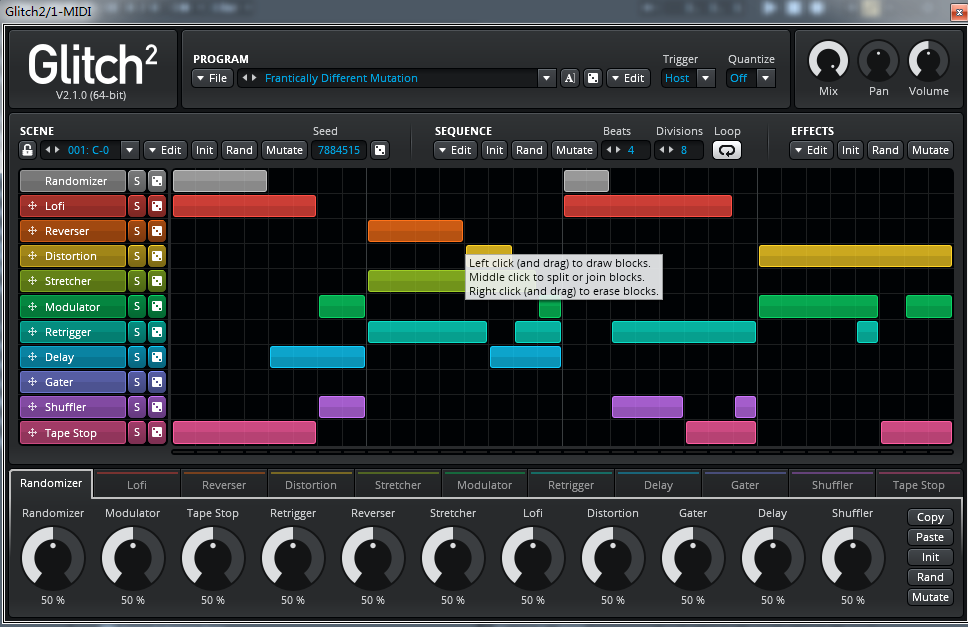 Glitch2/1-MIDI
Glitch²
V2.1.0 (64-bit)
PROGRAM
File
Frantically Different Mutation
A
Edit
Trigger
Host
Quantize
Off
Mix
Pan
Volume
SCENE
001: C-0
Edit
Init
Rand
Mutate
Seed
7884515
SEQUENCE
Edit
Init
Rand
Mutate
Beats
4
Divisions
8
Loop
EFFECTS
Edit
Init
Rand
Mutate
Randomizer S
Lofi S
Reverser S
Distortion S
Stretcher S
Modulator S
Retrigger S
Delay S
Gater S
Shuffler S
Tape Stop S
Left click (and drag) to draw blocks.
Middle click to split or join blocks.
Right click (and drag) to erase blocks.
Randomizer Lofi Reverser Distortion Stretcher Modulator Retrigger Delay Gater Shuffler Tape Stop
Randomizer Modulator Tape Stop Retrigger Reverser Stretcher Lofi Distortion Gater Delay Shuffler
50 % 50 % 50 % 50 % 50 % 50 % 50 % 50 % 50 % 50 % 50 %
Copy
Paste
Init
Rand
Mutate